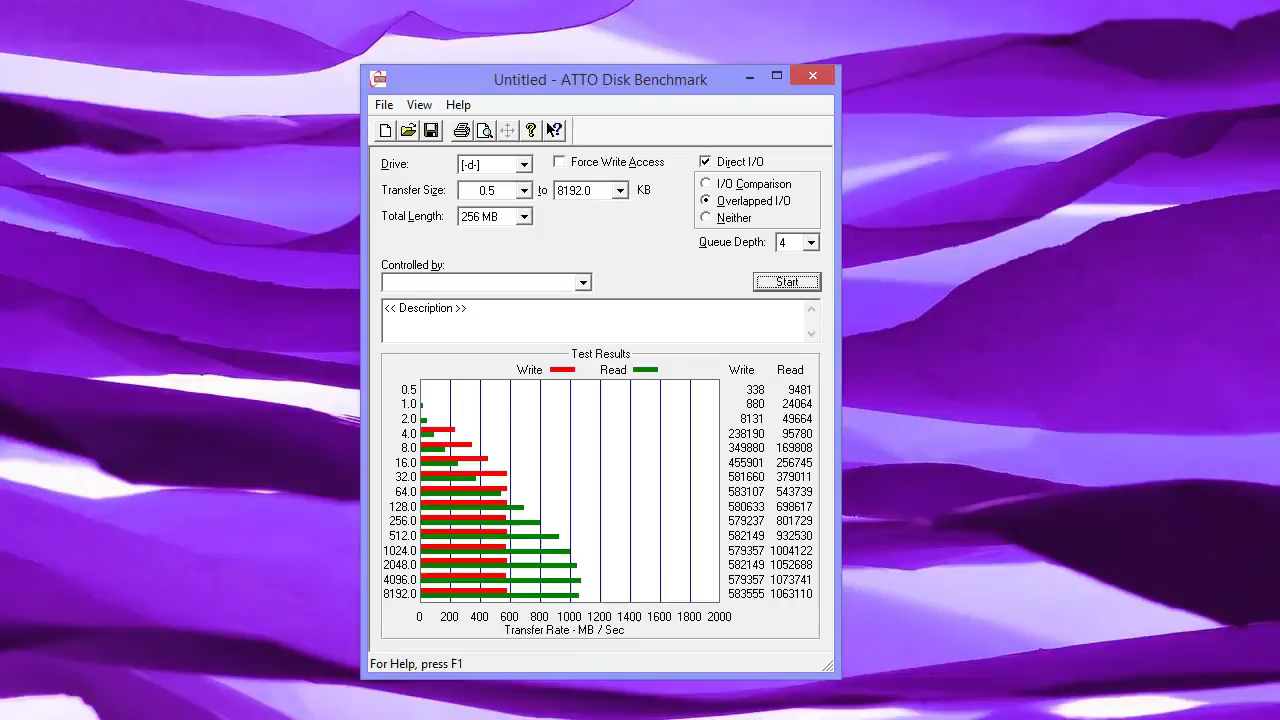 Untitled - ATTO Disk Benchmark
File View Help
Drive: [-d-] Force Write Access Direct I/O
Transfer Size: 0.5 to 8192.0 KB I/O Comparison
Overlapped I/O
Total Length: 256 MB Neither
Queue Depth: 4
Controlled by:
Start
<< Description >>
Test Results
Write Read Write Read
0.5 338 9481
1.0 880 24064
2.0 8131 49664
4.0 238190 95780
8.0 349880 169808
16.0 455901 256745
32.0 581660 379011
64.0 583107 543739
128.0 580633 698617
256.0 579237 801729
512.0 582149 932530
1024.0 579357 1004122
2048.0 582149 1052688
4096.0 579357 1073741
8192.0 583555 1063110
0 200 400 600 800 1000 1200 1400 1600 1800 2000
Transfer Rate - MB / Sec
For Help, press F1